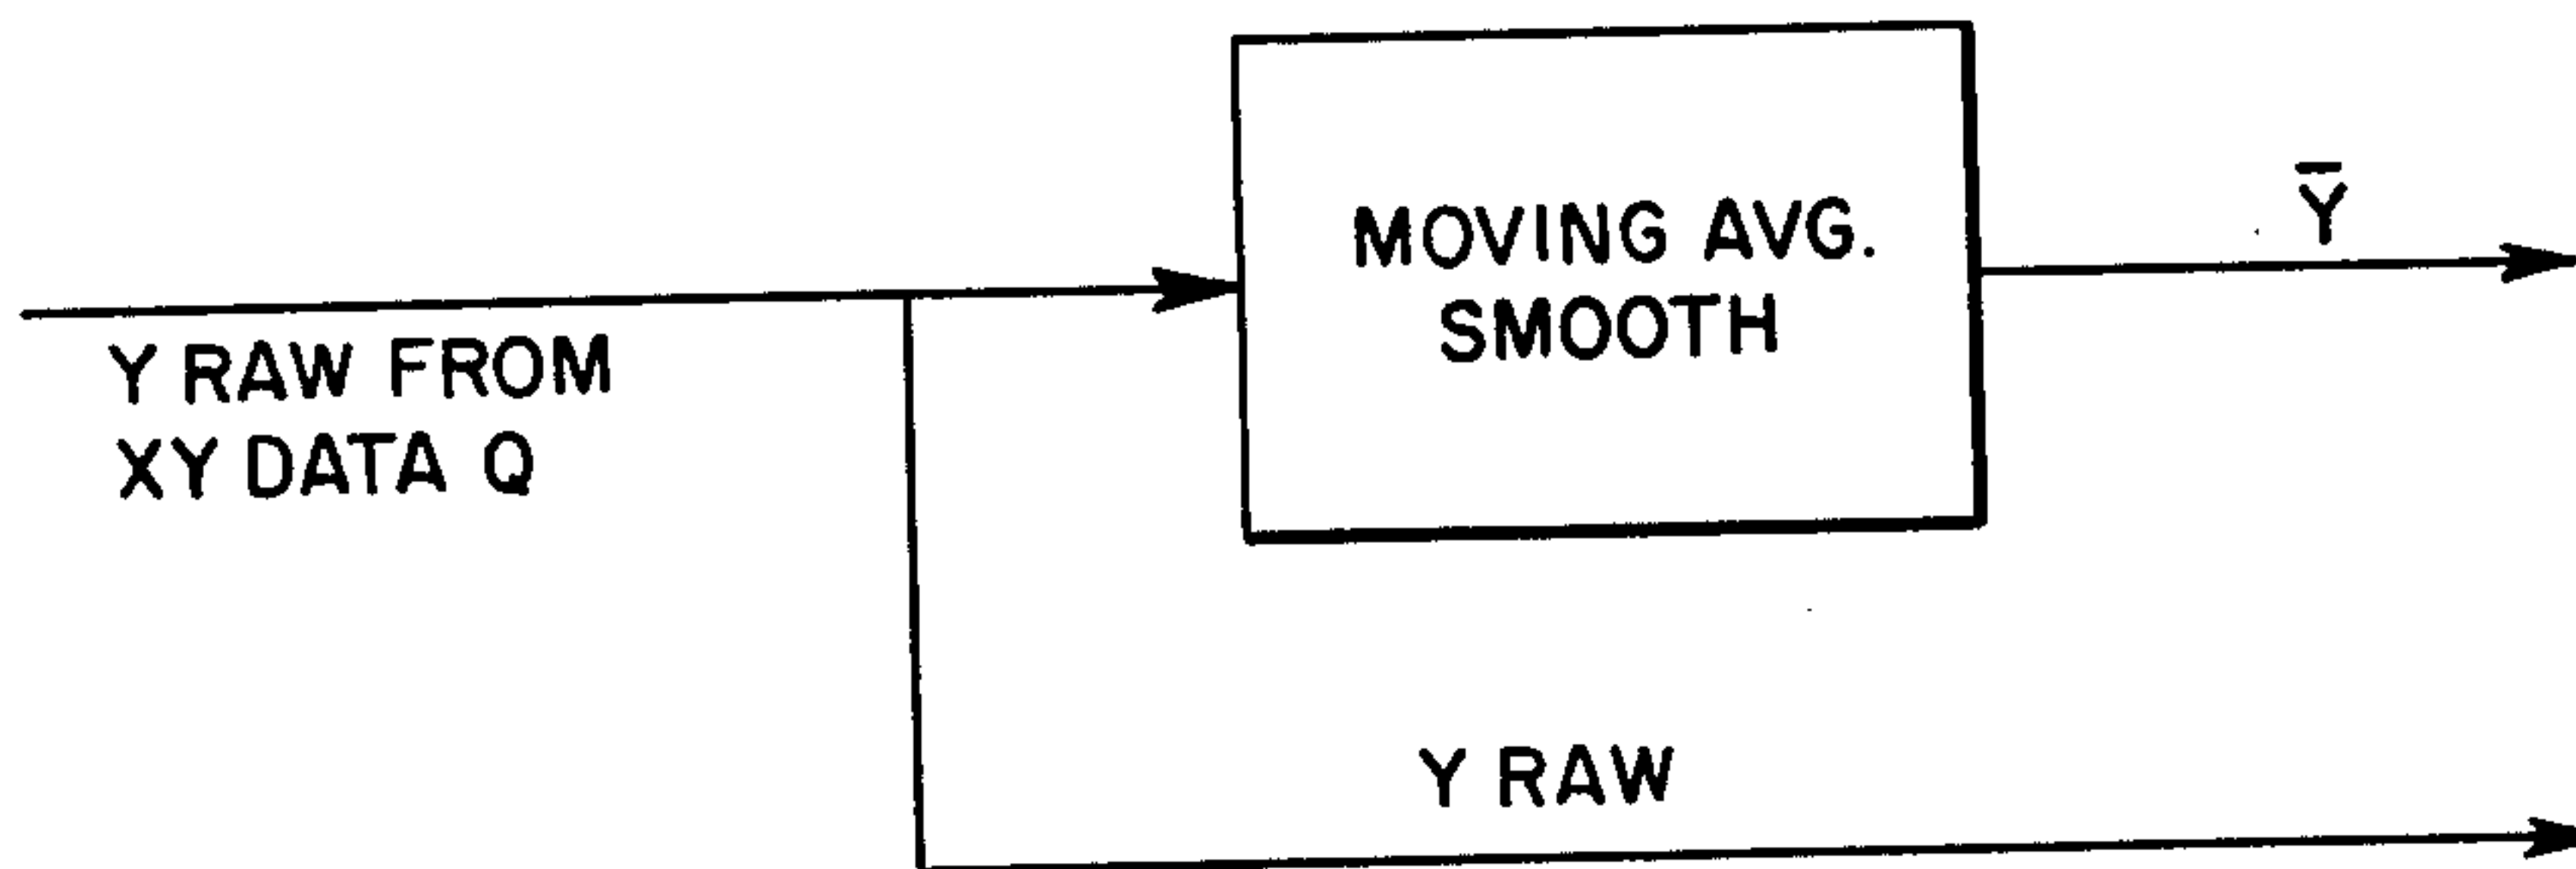 Y RAW FROM
XY DATA Q
MOVING AVG.
SMOOTH
Ȳ
Y RAW